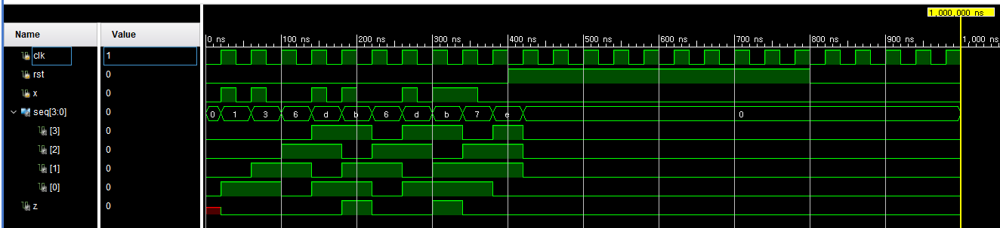 1,000,000 ns
Name Value
0 ns 100 ns 200 ns 300 ns 400 ns 500 ns 600 ns 700 ns 800 ns 900 ns 1,000 ns
clk 1
rst 0
x 0
seq[3:0] 0 0 1 3 6 d b 6 d b 7 e 0
[3] 0
[2] 0
[1] 0
[0] 0
z 0